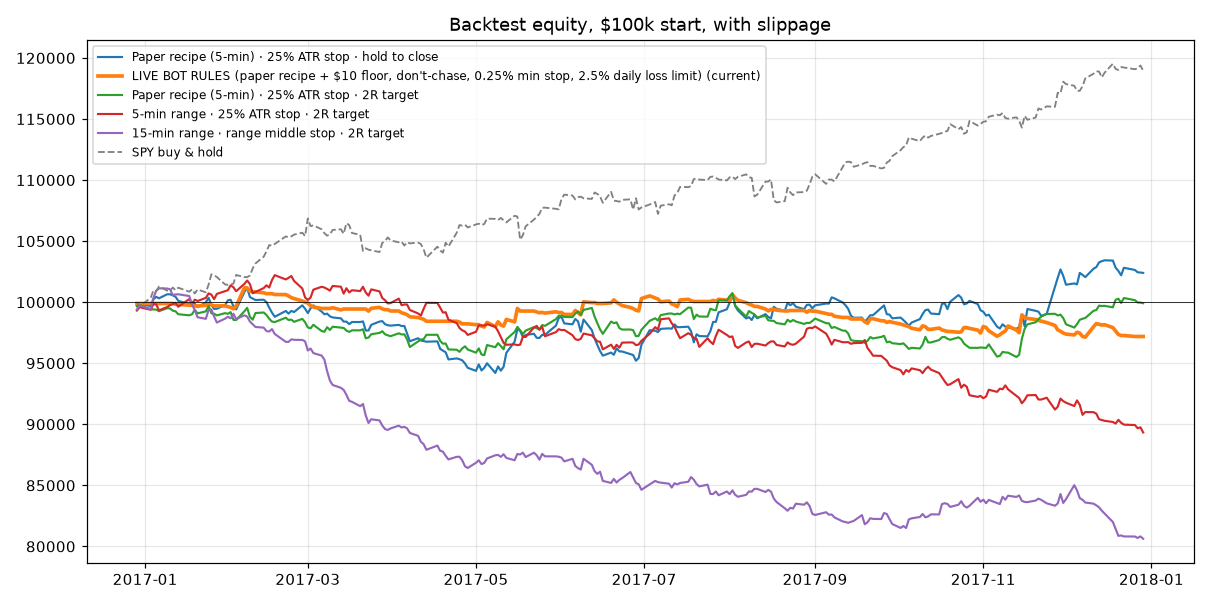 Backtest equity, $100k start, with slippage
Paper recipe (5-min) · 25% ATR stop · hold to close
LIVE BOT RULES (paper recipe + $10 floor, don't-chase, 0.25% min stop, 2.5% daily loss limit) (current)
Paper recipe (5-min) · 25% ATR stop · 2R target
5-min range · 25% ATR stop · 2R target
15-min range · range middle stop · 2R target
SPY buy & hold
120000
115000
110000
105000
100000
95000
90000
85000
80000
2017-01
2017-03
2017-05
2017-07
2017-09
2017-11
2018-01